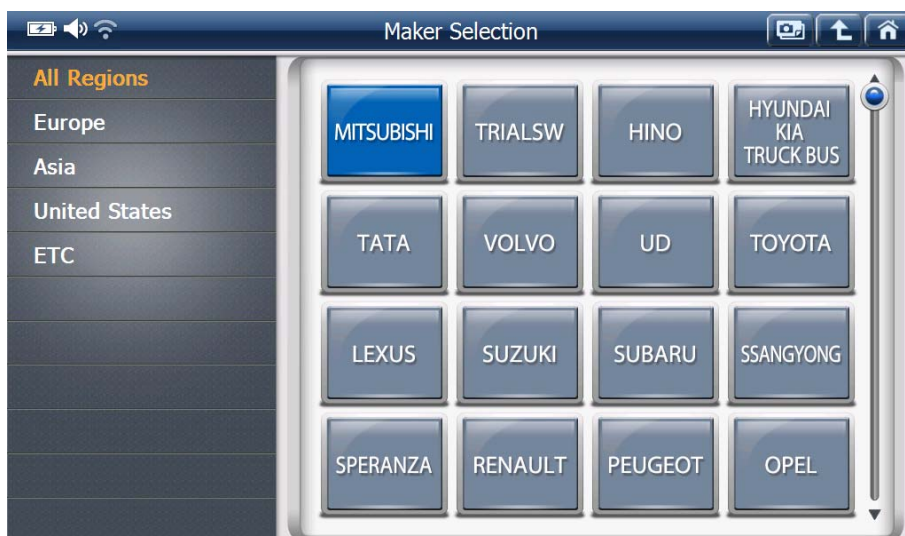 Maker Selection
All Regions
Europe
Asia
United States
ETC
MITSUBISHI
TRIALSW
HINO
HYUNDAI
KIA
TRUCK BUS
TATA
VOLVO
UD
TOYOTA
LEXUS
SUZUKI
SUBARU
SSANGYONG
SPERANZA
RENAULT
PEUGEOT
OPEL